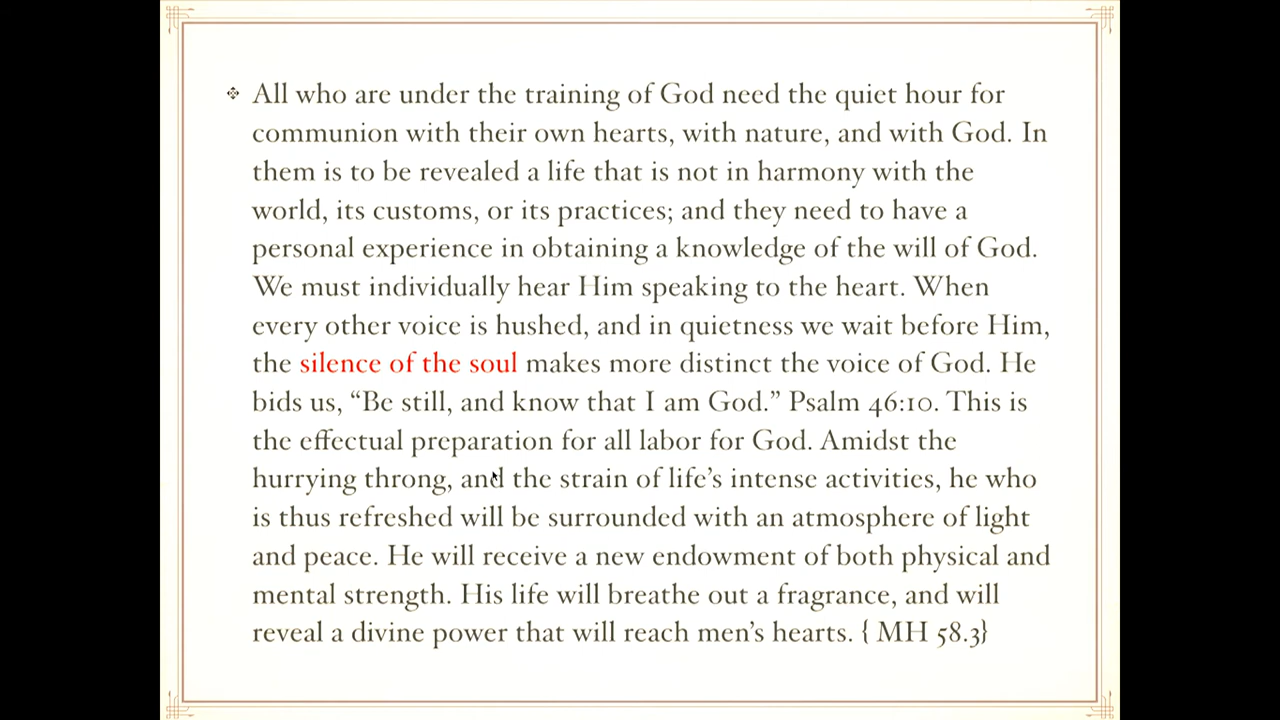 All who are under the training of God need the quiet hour for
communion with their own hearts, with nature, and with God. In
them is to be revealed a life that is not in harmony with the
world, its customs, or its practices; and they need to have a
personal experience in obtaining a knowledge of the will of God.
We must individually hear Him speaking to the heart. When
every other voice is hushed, and in quietness we wait before Him,
the silence of the soul makes more distinct the voice of God. He
bids us, “Be still, and know that I am God.” Psalm 46:10. This is
the effectual preparation for all labor for God. Amidst the
hurrying throng, and the strain of life’s intense activities, he who
is thus refreshed will be surrounded with an atmosphere of light
and peace. He will receive a new endowment of both physical and
mental strength. His life will breathe out a fragrance, and will
reveal a divine power that will reach men’s hearts. { MH 58.3}